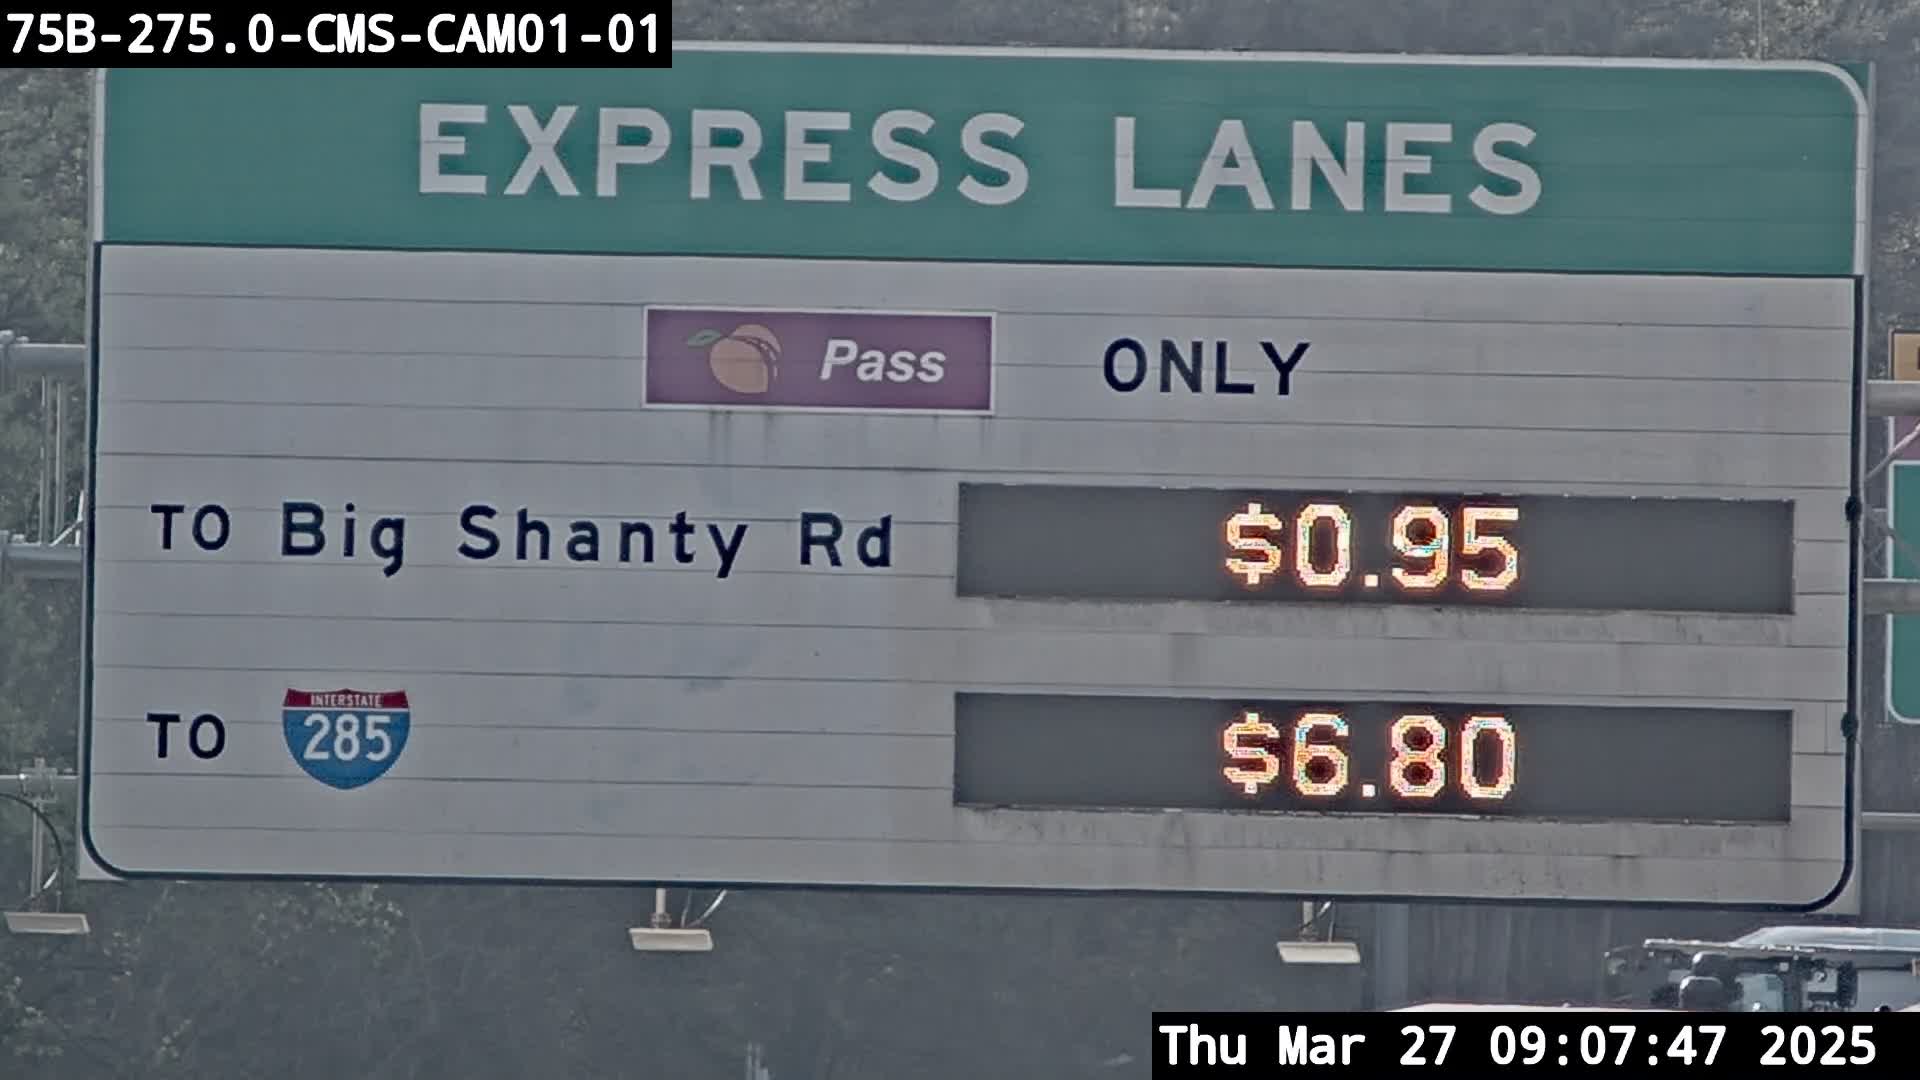 75B-275.0-CMS-CAM01-01
EXPRESS LANES
Pass ONLY
TO Big Shanty Rd $0.95
TO INTERSTATE 285 $6.80
Thu Mar 27 09:07:47 2025